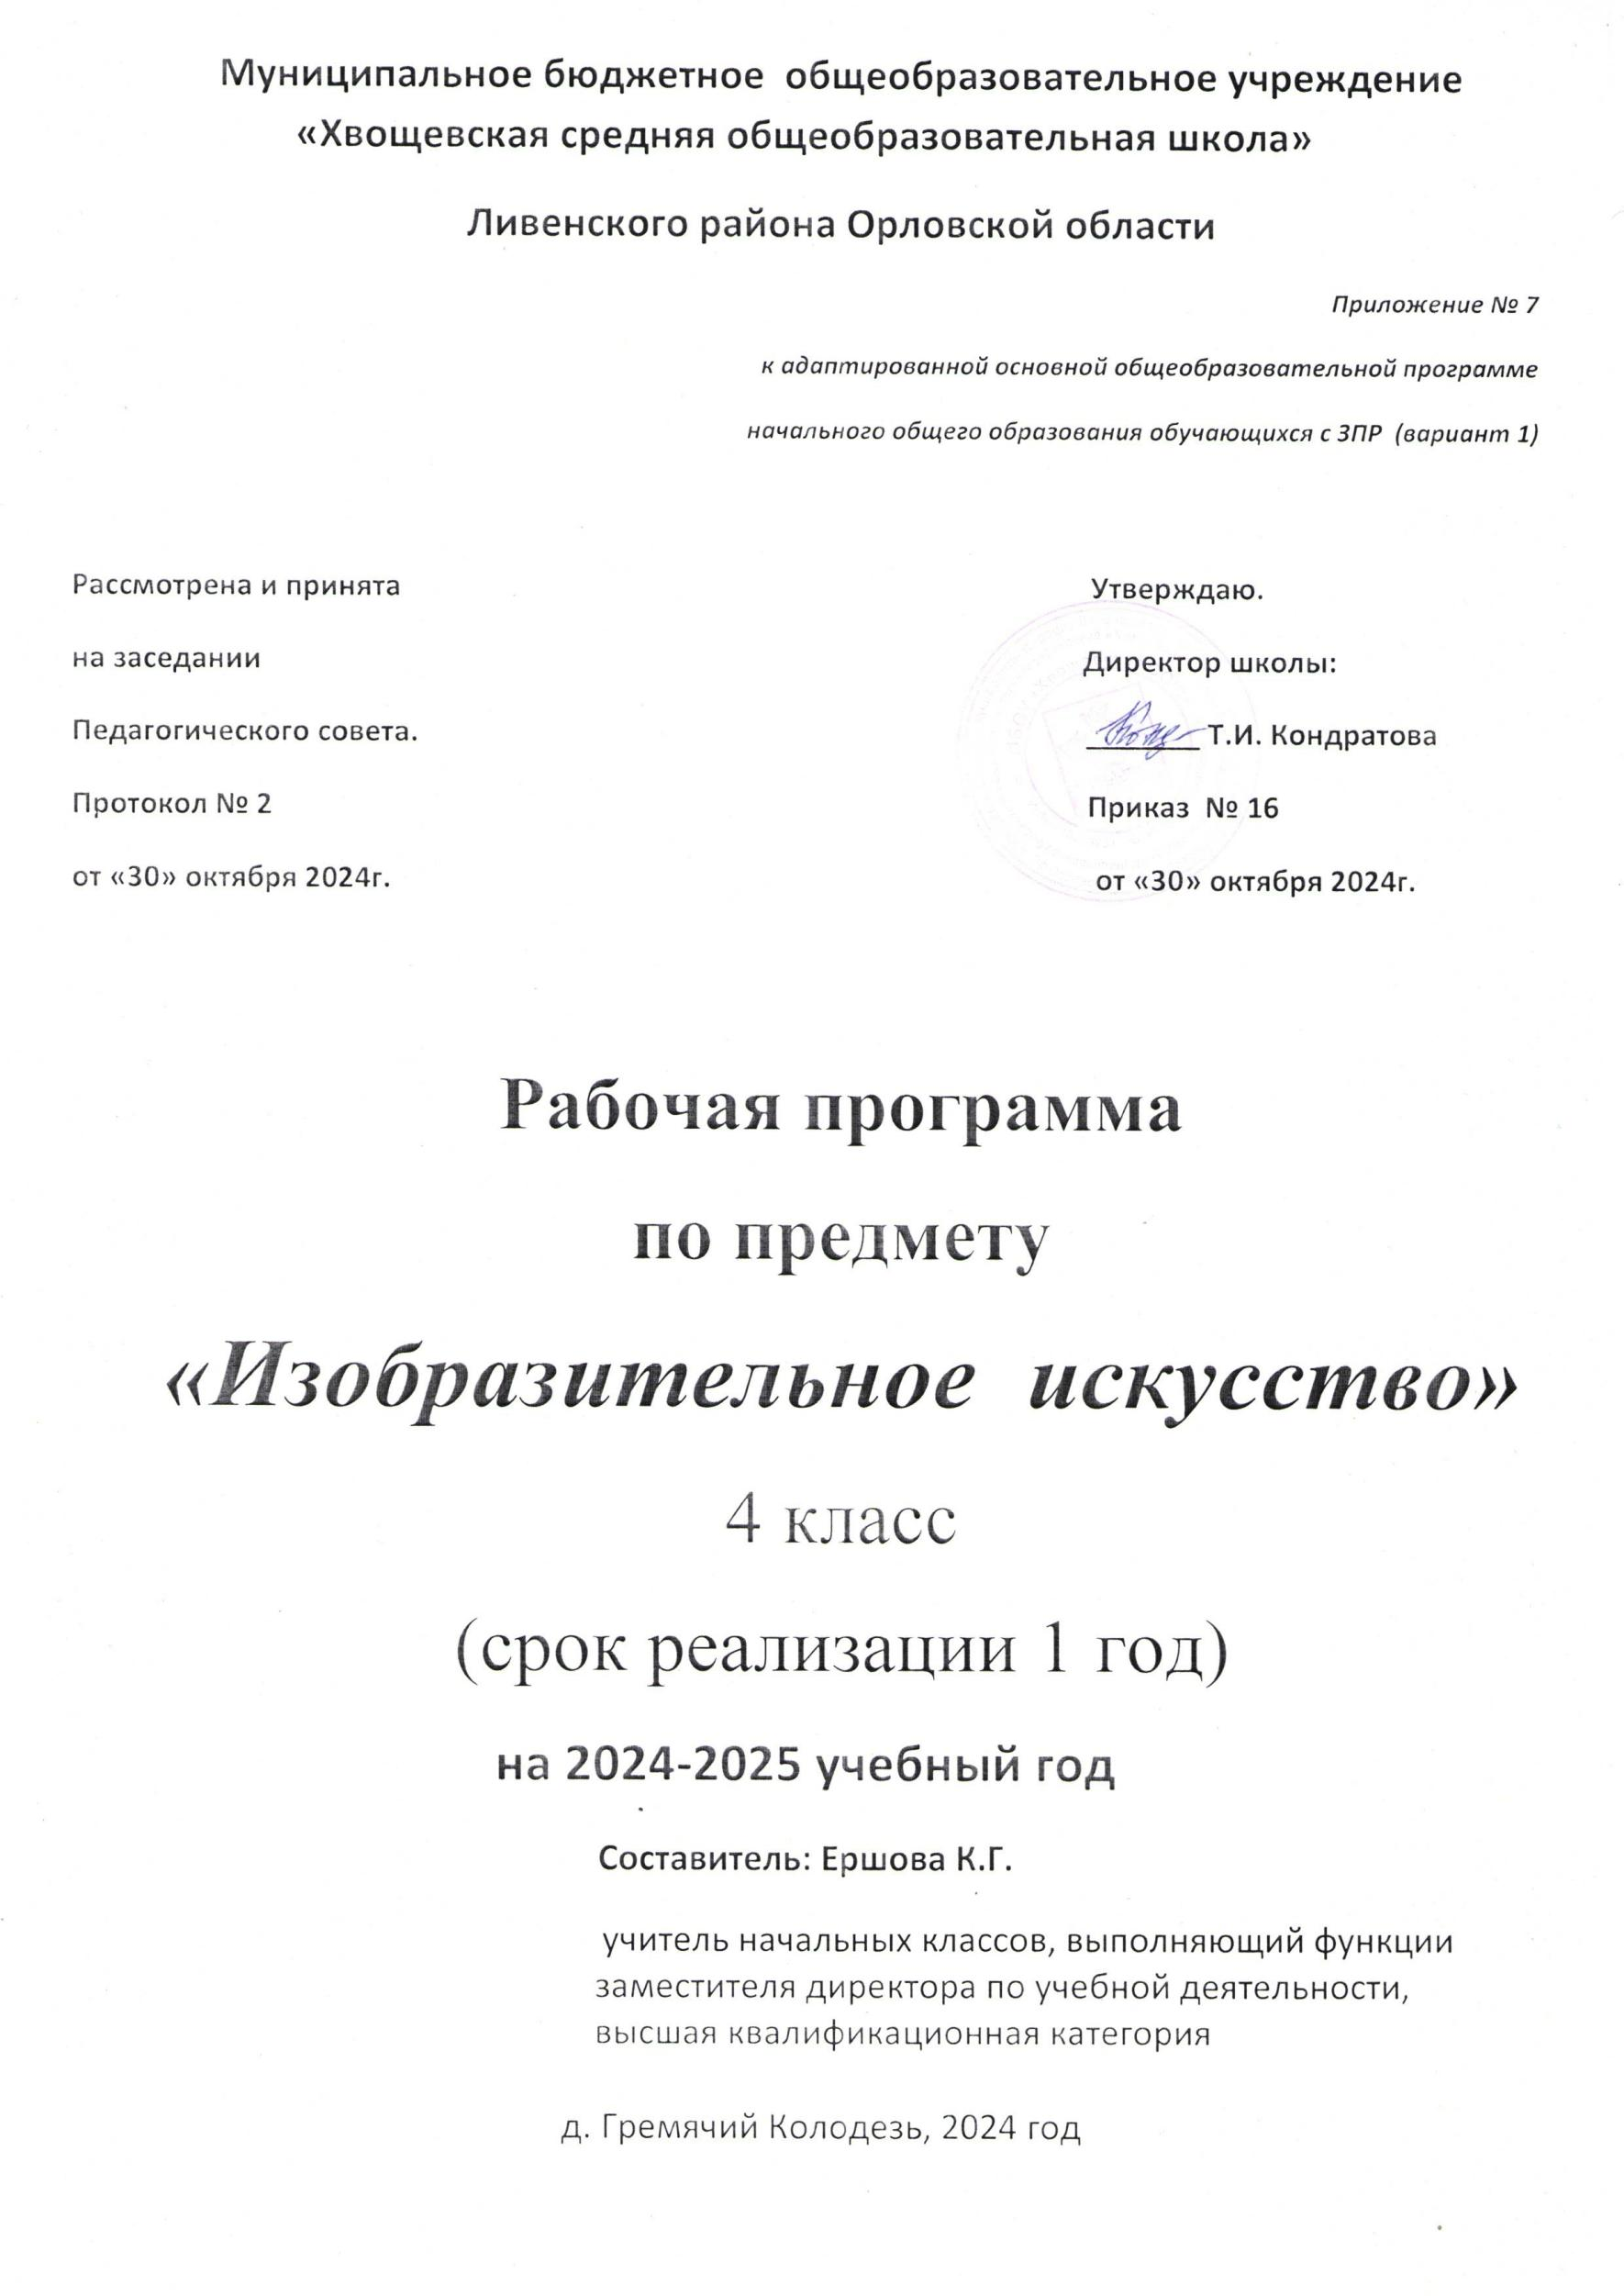 Муниципальное бюджетное общеобразовательное учреждение
«Хвощевская средняя общеобразовательная школа»
Ливенского района Орловской области
Приложение № 7
к адаптированной основной общеобразовательной программе
начального общего образования обучающихся с ЗПР (вариант 1)
Рассмотрена и принята
на заседании
Педагогического совета.
Протокол № 2
от «30» октября 2024г.
Утверждаю.
Директор школы:
Т.И. Кондратова
Приказ № 16
от «30» октября 2024г.
Рабочая программа
по предмету
«Изобразительное искусство»
4 класс
(срок реализации 1 год)
на 2024-2025 учебный год
Составитель: Ершова К.Г.
учитель начальных классов, выполняющий функции
заместителя директора по учебной деятельности,
высшая квалификационная категория
д. Гремячий Колодезь, 2024 год